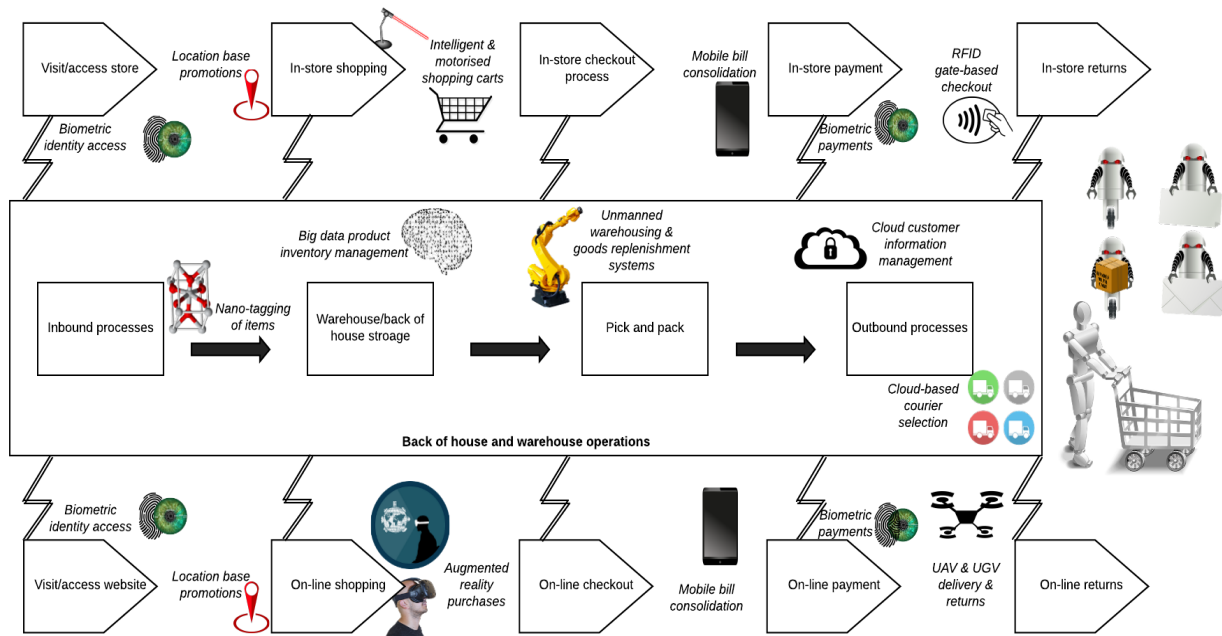 Visit/access store
Location base
promotions
In-store shopping
Intelligent &
motorised
shopping carts
In-store checkout
process
Mobile bill
consolidation
In-store payment
RFID
gate-based
checkout
In-store returns
Biometric
identity access
Biometric
payments
Big data product
inventory management
Unmanned
warehousing &
goods replenishment
systems
Cloud customer
information
management
Inbound processes
Nano-tagging
of items
Warehouse/back of
house stroage
Pick and pack
Outbound processes
Cloud-based
courier
selection
Back of house and warehouse operations
Biometric
identity access
Biometric
payments
Visit/access website
Location base
promotions
On-line shopping
Augmented
reality
purchases
On-line checkout
Mobile bill
consolidation
On-line payment
UAV & UGV
delivery &
returns
On-line returns